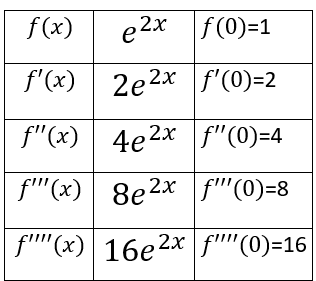 f(x) e^{2x} f(0)=1
f'(x) 2e^{2x} f'(0)=2
f''(x) 4e^{2x} f''(0)=4
f'''(x) 8e^{2x} f'''(0)=8
f''''(x) 16e^{2x} f''''(0)=16